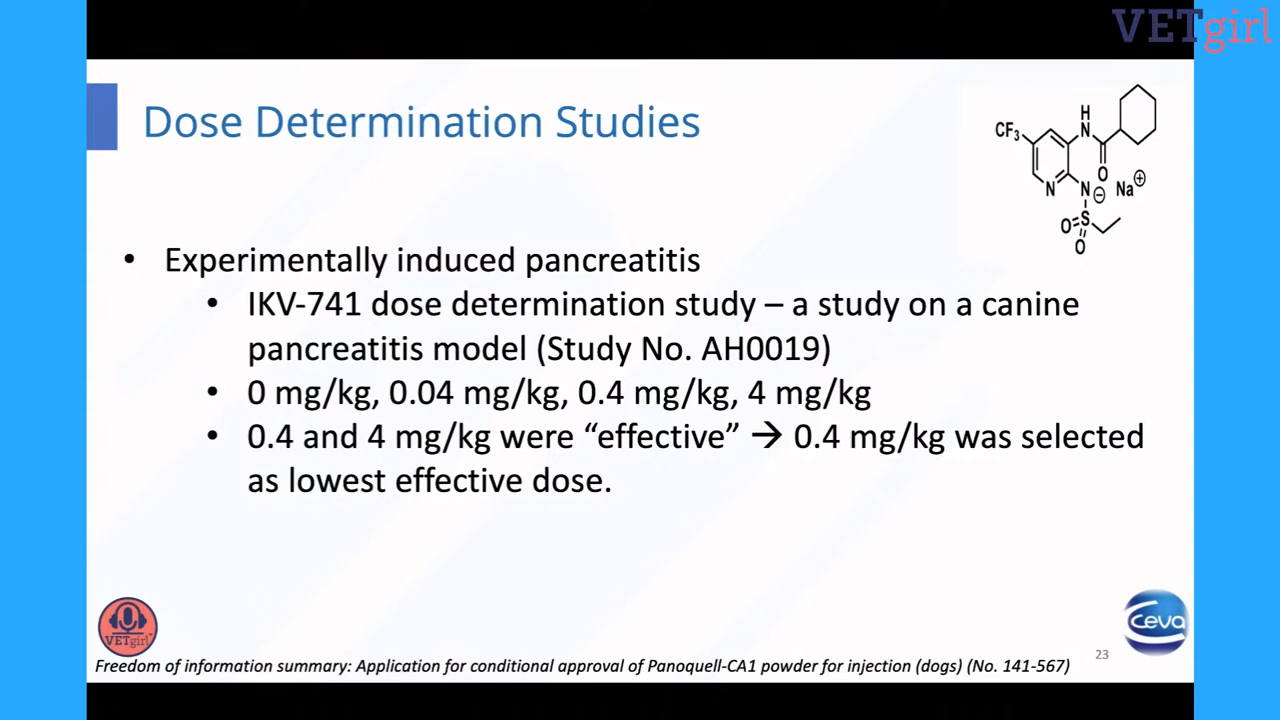 VETgirl
Dose Determination Studies
CF₃
H
N
O
N
N
⊖
Na⊕
O
S
O
• Experimentally induced pancreatitis
• IKV-741 dose determination study – a study on a canine
pancreatitis model (Study No. AH0019)
• 0 mg/kg, 0.04 mg/kg, 0.4 mg/kg, 4 mg/kg
• 0.4 and 4 mg/kg were “effective” → 0.4 mg/kg was selected
as lowest effective dose.
VETgirl
Ceva
23
Freedom of information summary: Application for conditional approval of Panoquell-CA1 powder for injection (dogs) (No. 141-567)